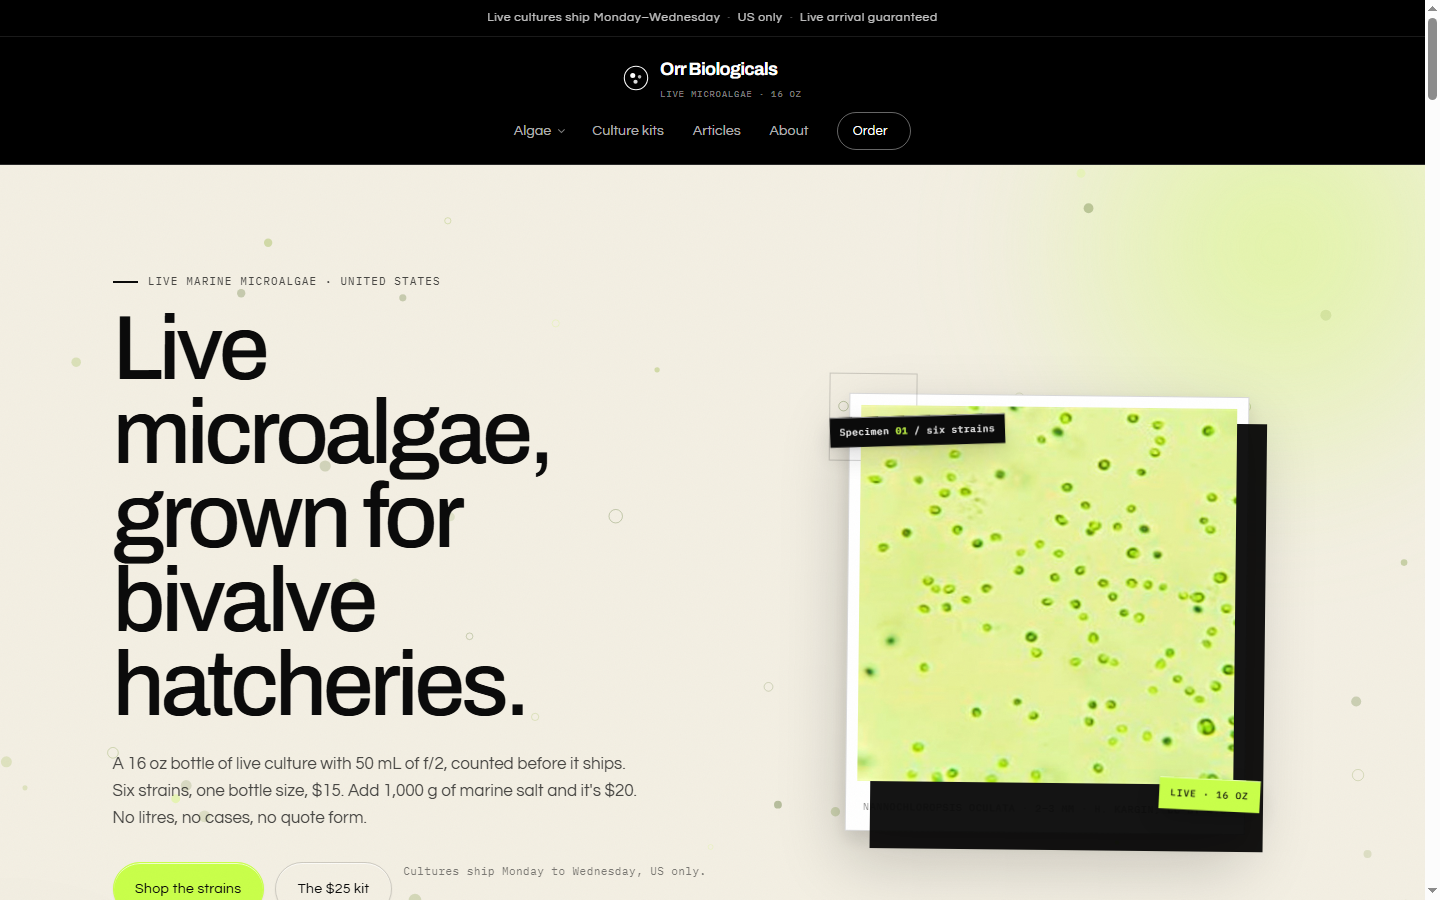 Live cultures ship Monday–Wednesday · US only · Live arrival guaranteed
Orr Biologicals
LIVE MICROALGAE · 16 OZ
Algae Culture kits Articles About Order
LIVE MARINE MICROALGAE · UNITED STATES
Live
microalgae,
grown for
bivalve
hatcheries.
A 16 oz bottle of live culture with 50 mL of f/2, counted before it ships.
Six strains, one bottle size, $15. Add 1,000 g of marine salt and it's $20.
No litres, no cases, no quote form.
Shop the strains
The $25 kit
Cultures ship Monday to Wednesday, US only.
Specimen 01 / six strains
LIVE · 16 OZ